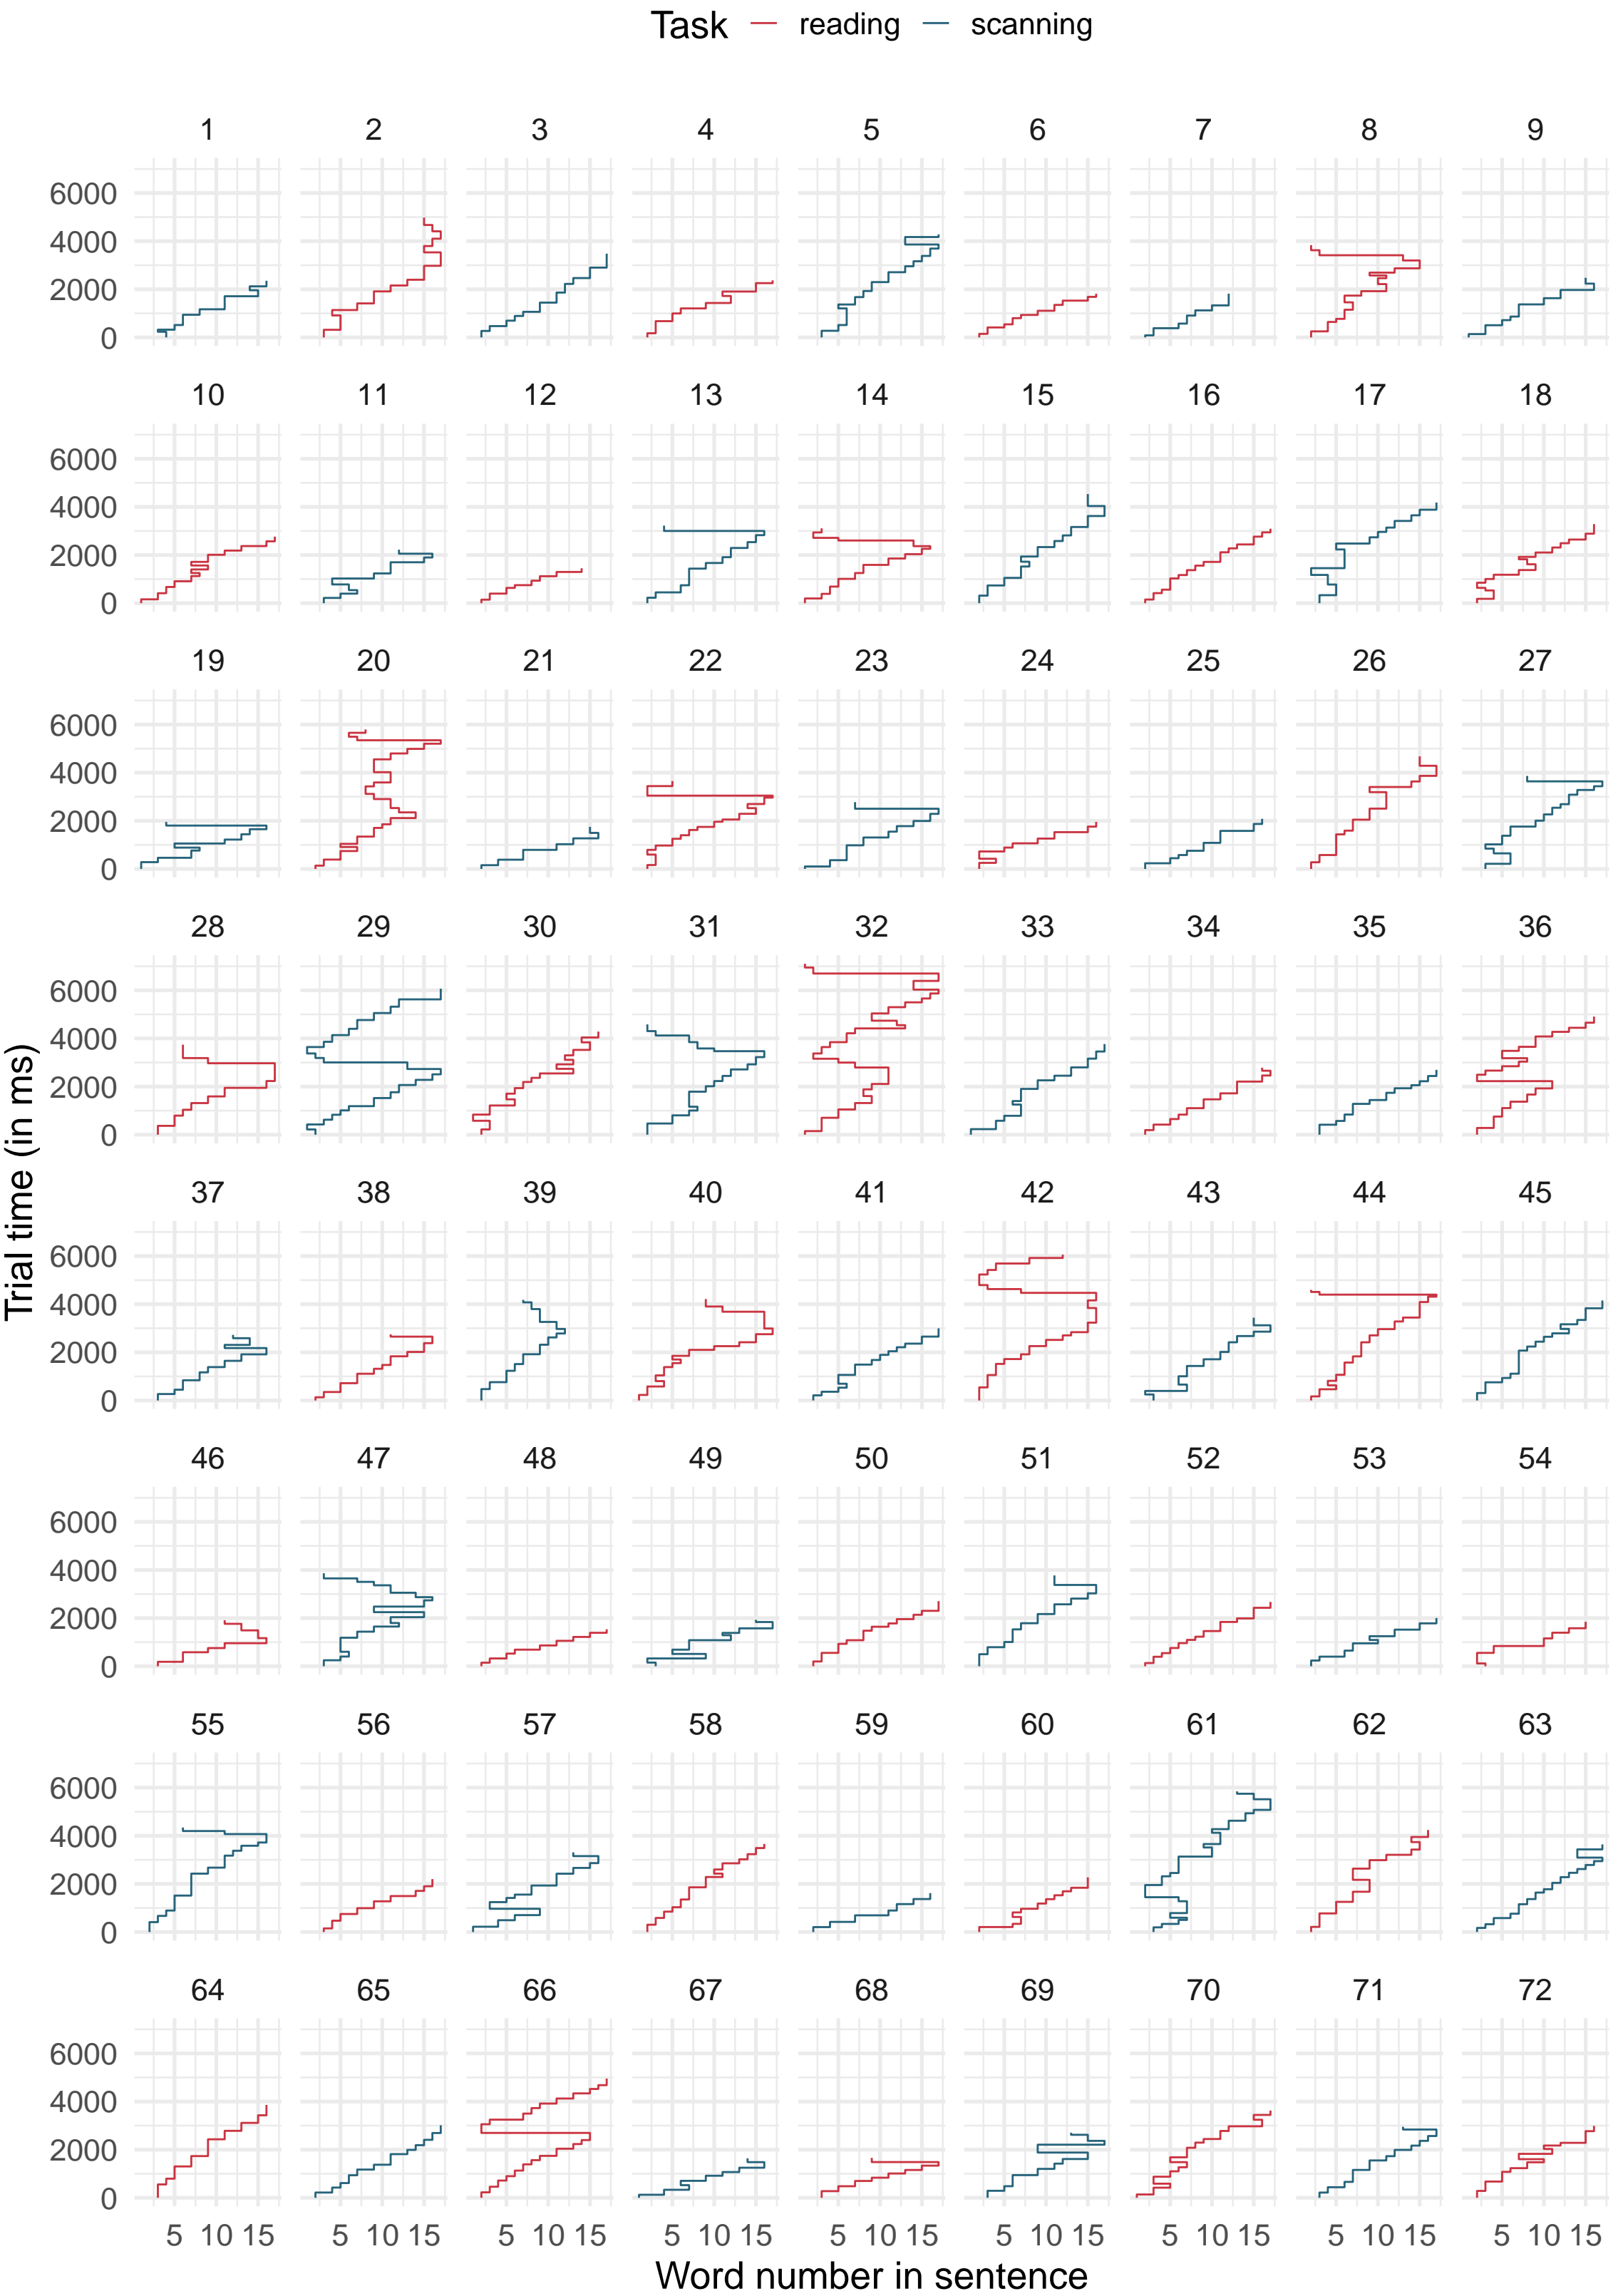 Task reading scanning
1 2 3 4 5 6 7 8 9
6000
4000
2000
0
10 11 12 13 14 15 16 17 18
6000
4000
2000
0
19 20 21 22 23 24 25 26 27
6000
4000
2000
0
28 29 30 31 32 33 34 35 36
6000
4000
2000
0
Trial time (in ms)
37 38 39 40 41 42 43 44 45
6000
4000
2000
0
46 47 48 49 50 51 52 53 54
6000
4000
2000
0
55 56 57 58 59 60 61 62 63
6000
4000
2000
0
64 65 66 67 68 69 70 71 72
6000
4000
2000
0
5 10 15 5 10 15 5 10 15 5 10 15 5 10 15 5 10 15 5 10 15 5 10 15 5 10 15
Word number in sentence